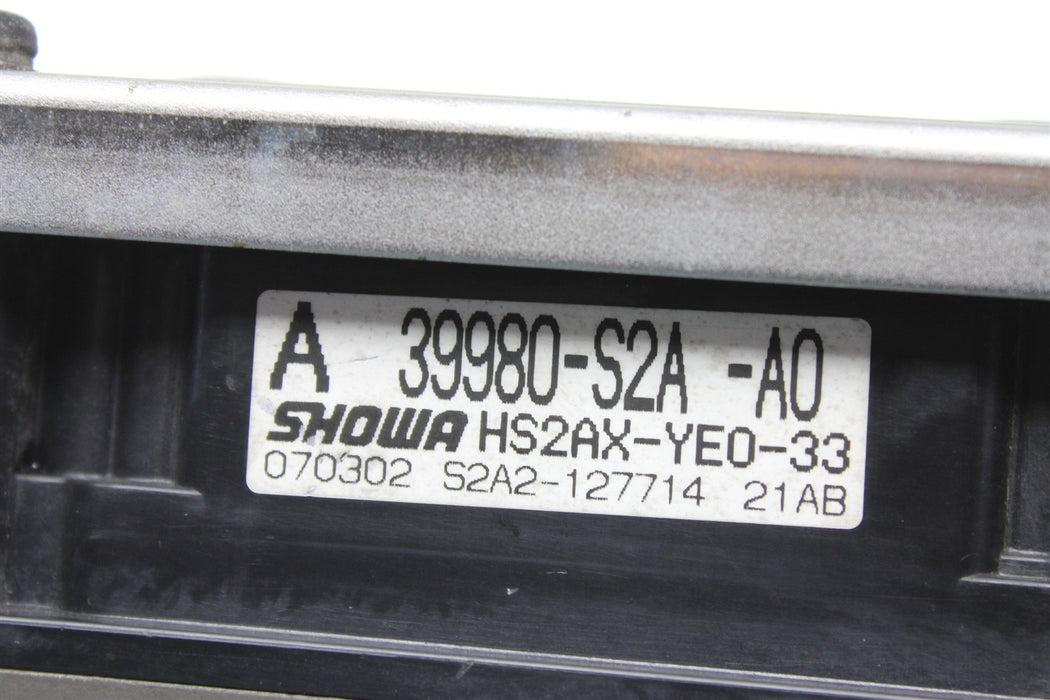 A 39980-S2A -A0
SHOWA HS2AX-YE0-33
070302 S2A2-127714 21AB